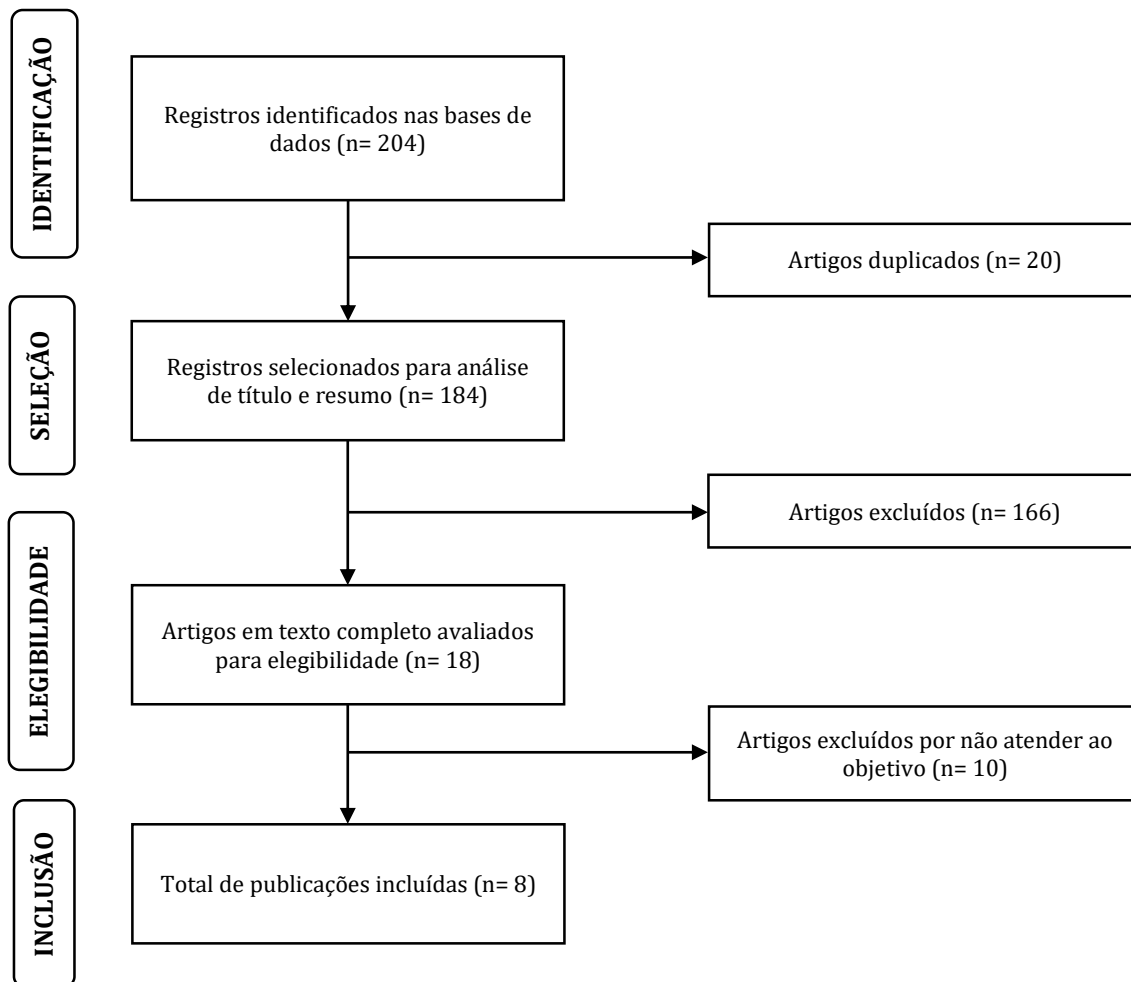 IDENTIFICAÇÃO
Registros identificados nas bases de
dados (n= 204)
Artigos duplicados (n= 20)
SELEÇÃO
Registros selecionados para análise
de título e resumo (n= 184)
Artigos excluídos (n= 166)
ELEGIBILIDADE
Artigos em texto completo avaliados
para elegibilidade (n= 18)
Artigos excluídos por não atender ao
objetivo (n= 10)
INCLUSÃO
Total de publicações incluídas (n= 8)